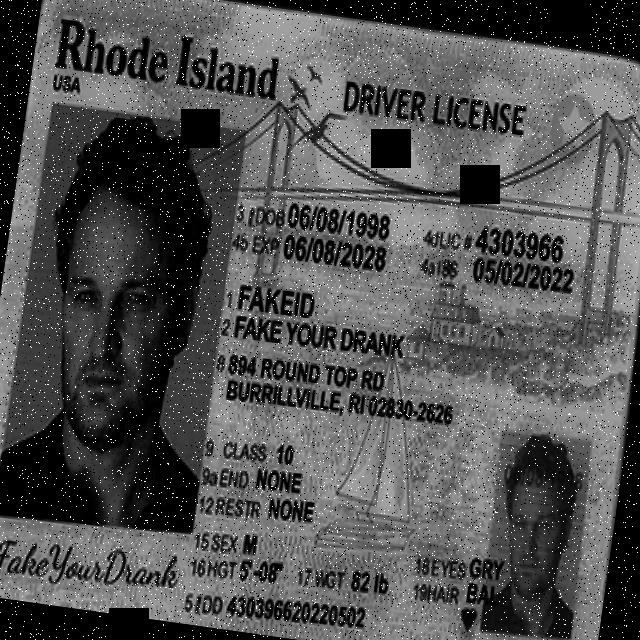 Rhode Island
USA
DRIVER LICENSE
3 DOB 06/08/1998
4b EXP 06/08/2028
4d LIC # 4303966
4a ISS 05/02/2022
1 FAKEID
2 FAKE YOUR DRANK
8 894 ROUND TOP RD
BURRILLVILLE, RI 02830-2626
9 CLASS 10
9a END NONE
12 RESTR NONE
15 SEX M
16 HGT 5'-08"
17 WGT 82 lb
18 EYES GRY
19 HAIR BAL
5 DD 430396620220502
FakeYourDrank